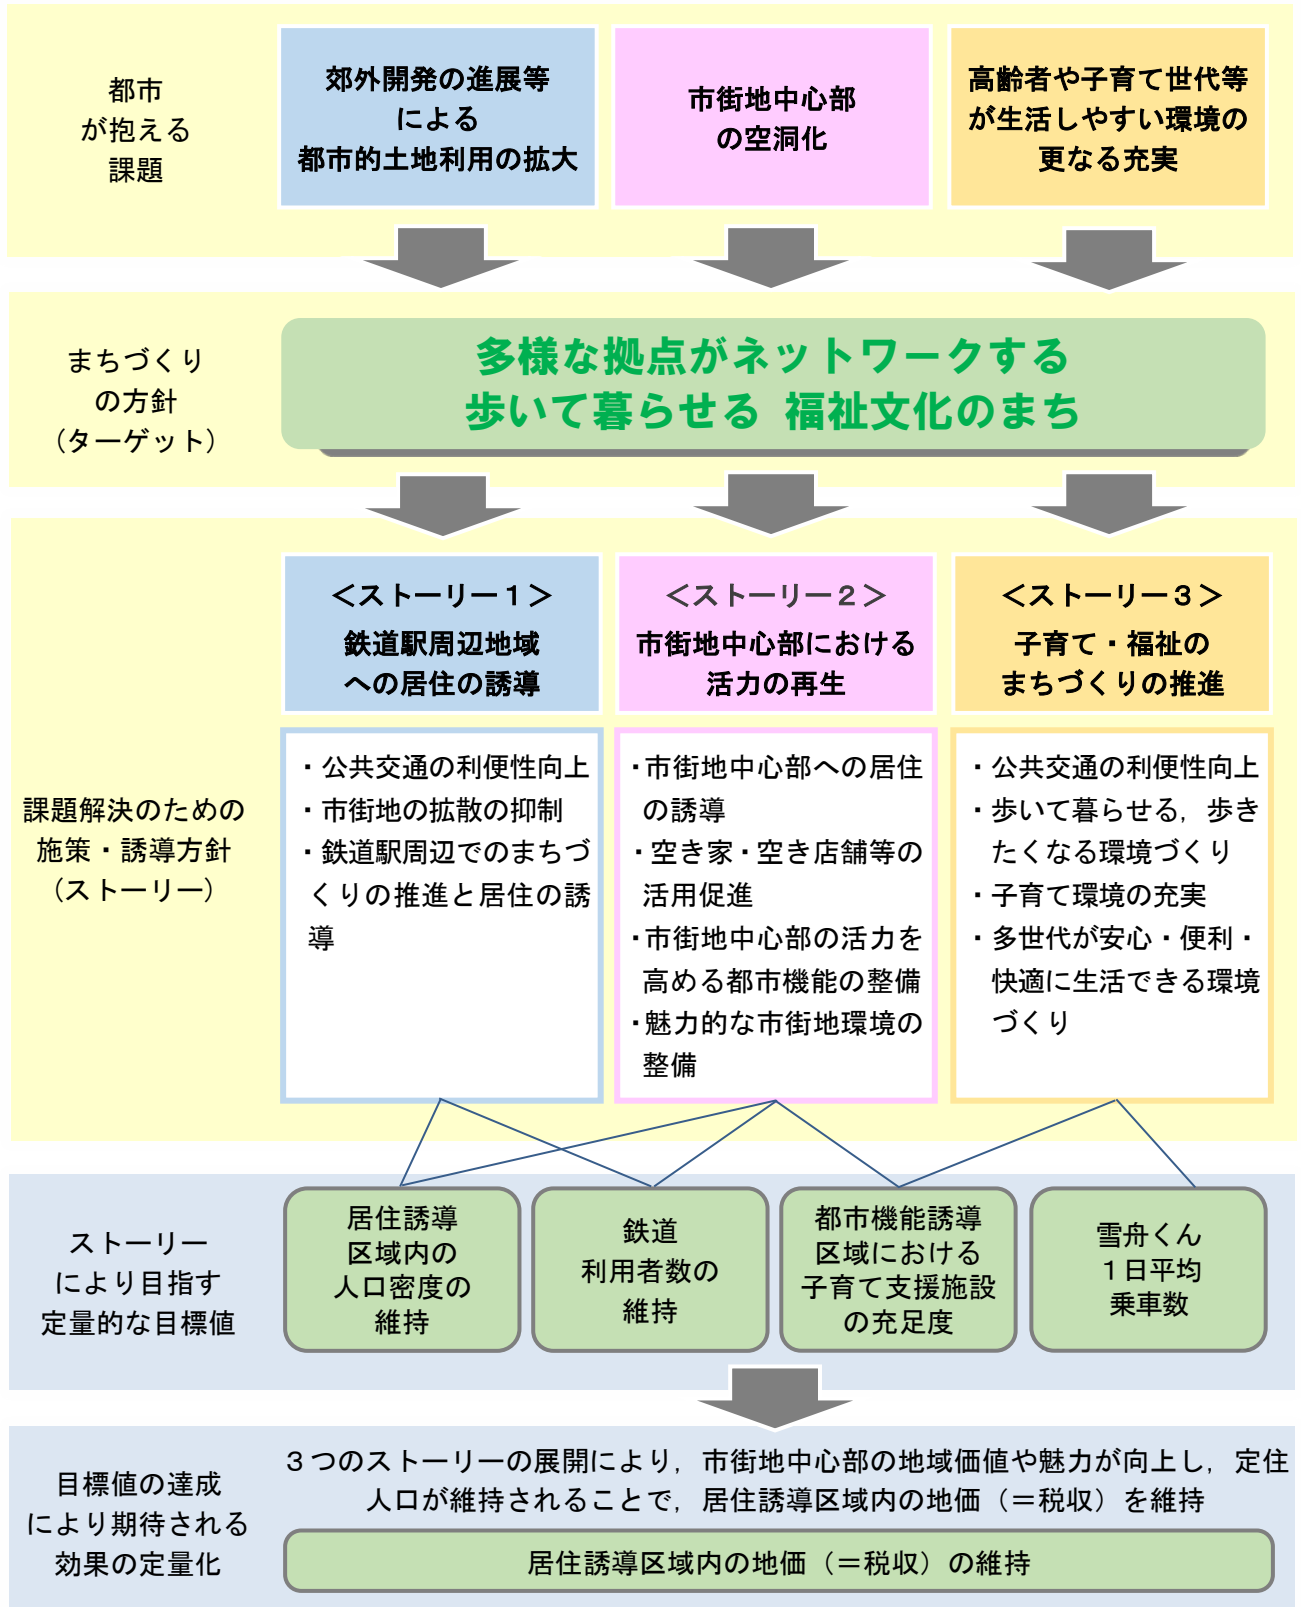 都市
が抱える
課題
郊外開発の進展等
による
都市的土地利用の拡大
市街地中心部
の空洞化
高齢者や子育て世代等
が生活しやすい環境の
更なる充実
まちづくり
の方針
（ターゲット）
多様な拠点がネットワークする
歩いて暮らせる 福祉文化のまち
課題解決のための
施策・誘導方針
（ストーリー）
＜ストーリー１＞
鉄道駅周辺地域
への居住の誘導
・公共交通の利便性向上
・市街地の拡散の抑制
・鉄道駅周辺でのまちづ
くりの推進と居住の誘
導
＜ストーリー２＞
市街地中心部における
活力の再生
・市街地中心部への居住
の誘導
・空き家・空き店舗等の
活用促進
・市街地中心部の活力を
高める都市機能の整備
・魅力的な市街地環境の
整備
＜ストーリー３＞
子育て・福祉の
まちづくりの推進
・公共交通の利便性向上
・歩いて暮らせる，歩き
たくなる環境づくり
・子育て環境の充実
・多世代が安心・便利・
快適に生活できる環境
づくり
ストーリー
により目指す
定量的な目標値
居住誘導
区域内の
人口密度の
維持
鉄道
利用者数の
維持
都市機能誘導
区域における
子育て支援施設
の充足度
雪舟くん
１日平均
乗車数
目標値の達成
により期待される
効果の定量化
３つのストーリーの展開により，市街地中心部の地域価値や魅力が向上し，定住
人口が維持されることで，居住誘導区域内の地価（＝税収）を維持
居住誘導区域内の地価（＝税収）の維持